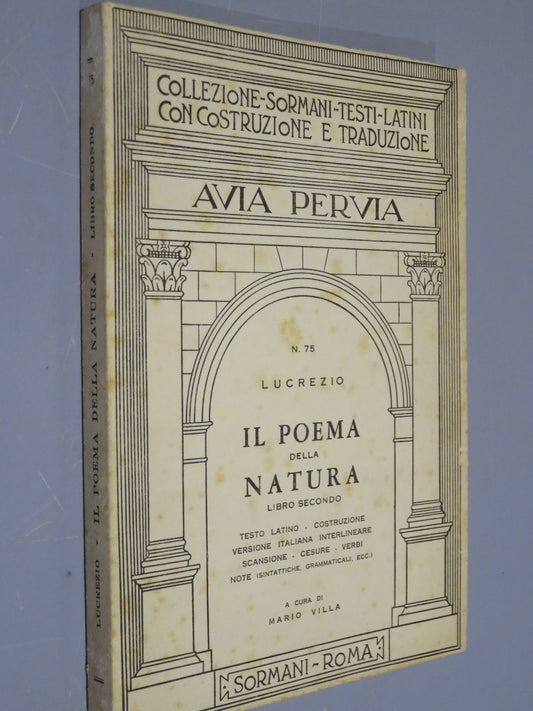 COLLEZIONE-SORMANI-TESTI-LATINI
CON COSTRUZIONE E TRADUZIONE
AVIA PERVIA
N. 75
LUCREZIO
IL POEMA
DELLA
NATURA
LIBRO SECONDO
TESTO LATINO - COSTRUZIONE
VERSIONE ITALIANA INTERLINEARE
SCANSIONE - CESURE - VERBI
NOTE (SINTATTICHE, GRAMMATICALI, ECC.)
A CURA DI
MARIO VILLA
SORMANI-ROMA
LUCREZIO - IL POEMA DELLA NATURA - LIBRO SECONDO